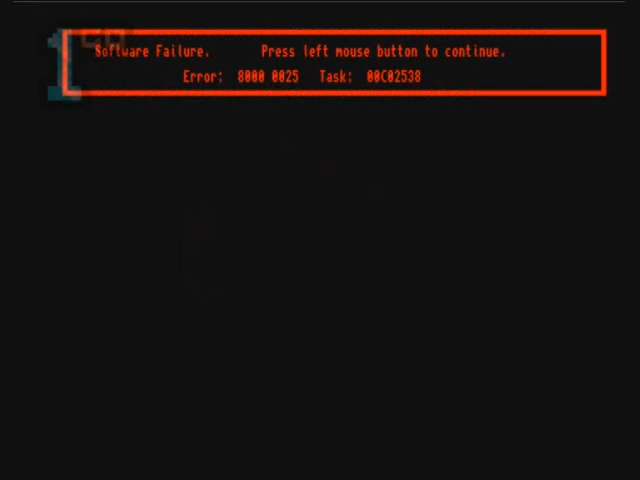 Software Failure. Press left mouse button to continue.
Error: 8000 0025 Task: 00C02538